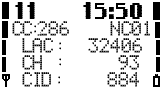 11 15:50
CC:286 NC01
LAC: 32406
CH: 93
CID: 884